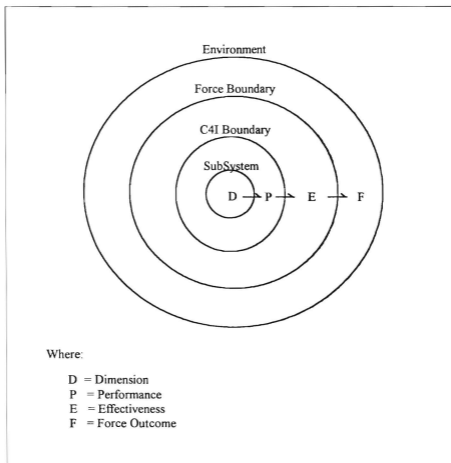 Environment
Force Boundary
C4I Boundary
SubSystem
D → P → E → F
Where:
D = Dimension
P = Performance
E = Effectiveness
F = Force Outcome